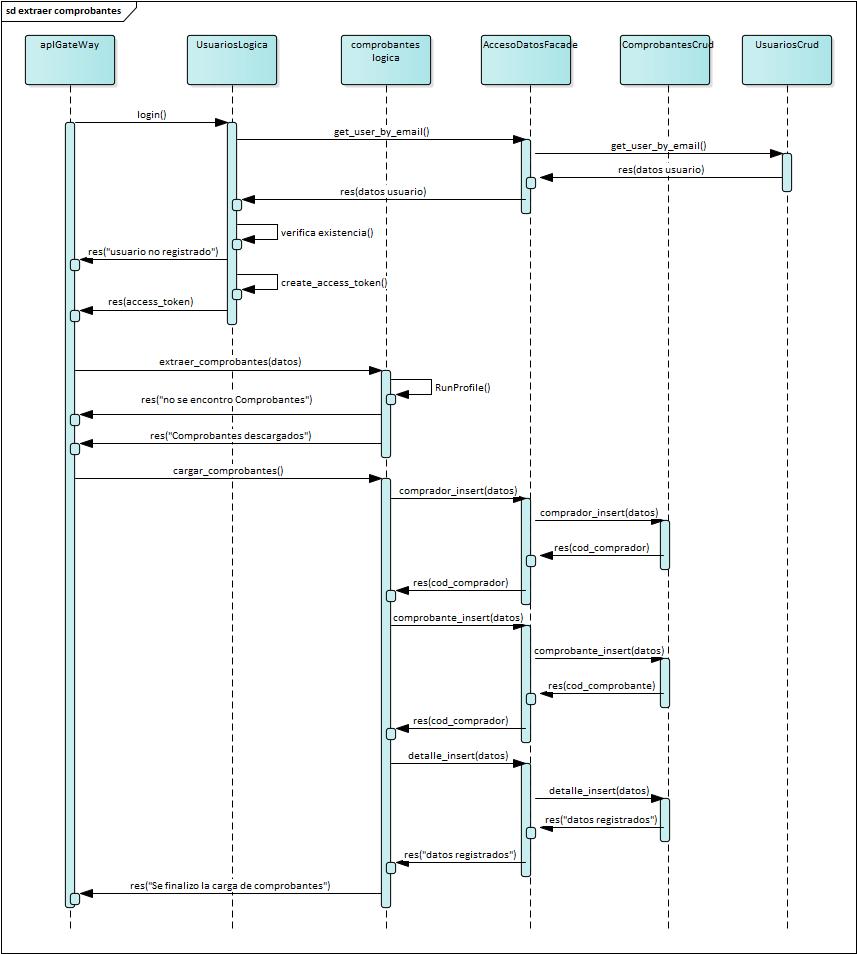 sd extraer comprobantes
apIGateWay
UsuariosLogica
comprobantes
logica
AccesoDatosFacade
ComprobantesCrud
UsuariosCrud
login()
get_user_by_email()
get_user_by_email()
res(datos usuario)
res(datos usuario)
verifica existencia()
res("usuario no registrado")
create_access_token()
res(access_token)
extraer_comprobantes(datos)
RunProfile()
res("no se encontro Comprobantes")
res("Comprobantes descargados")
cargar_comprobantes()
comprador_insert(datos)
comprador_insert(datos)
res(cod_comprador)
res(cod_comprador)
comprobante_insert(datos)
comprobante_insert(datos)
res(cod_comprobante)
res(cod_comprador)
detalle_insert(datos)
detalle_insert(datos)
res("datos registrados")
res("datos registrados")
res("Se finalizo la carga de comprobantes")